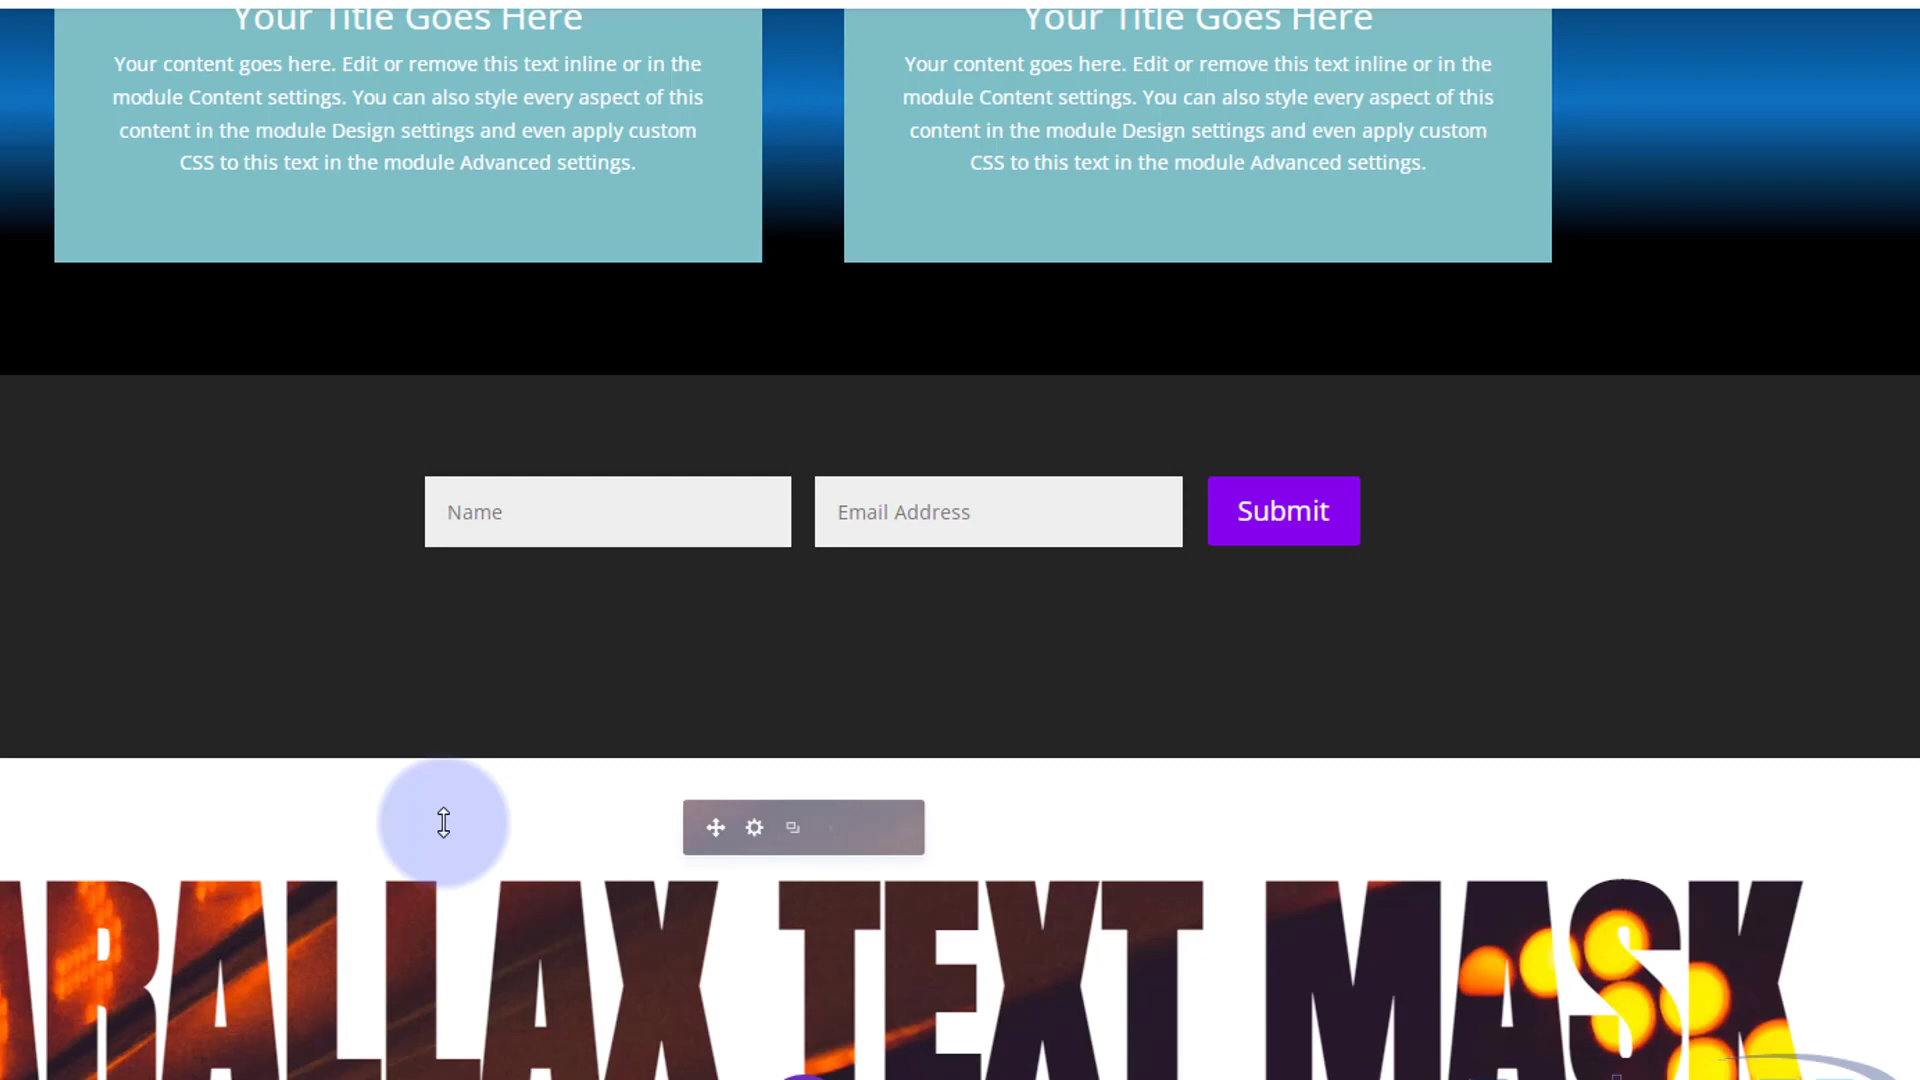 Your Title Goes Here
Your content goes here. Edit or remove this text inline or in the
module Content settings. You can also style every aspect of this
content in the module Design settings and even apply custom
CSS to this text in the module Advanced settings.
Your Title Goes Here
Your content goes here. Edit or remove this text inline or in the
module Content settings. You can also style every aspect of this
content in the module Design settings and even apply custom
CSS to this text in the module Advanced settings.
Name
Email Address
Submit
ARALLAX TEXT MASK